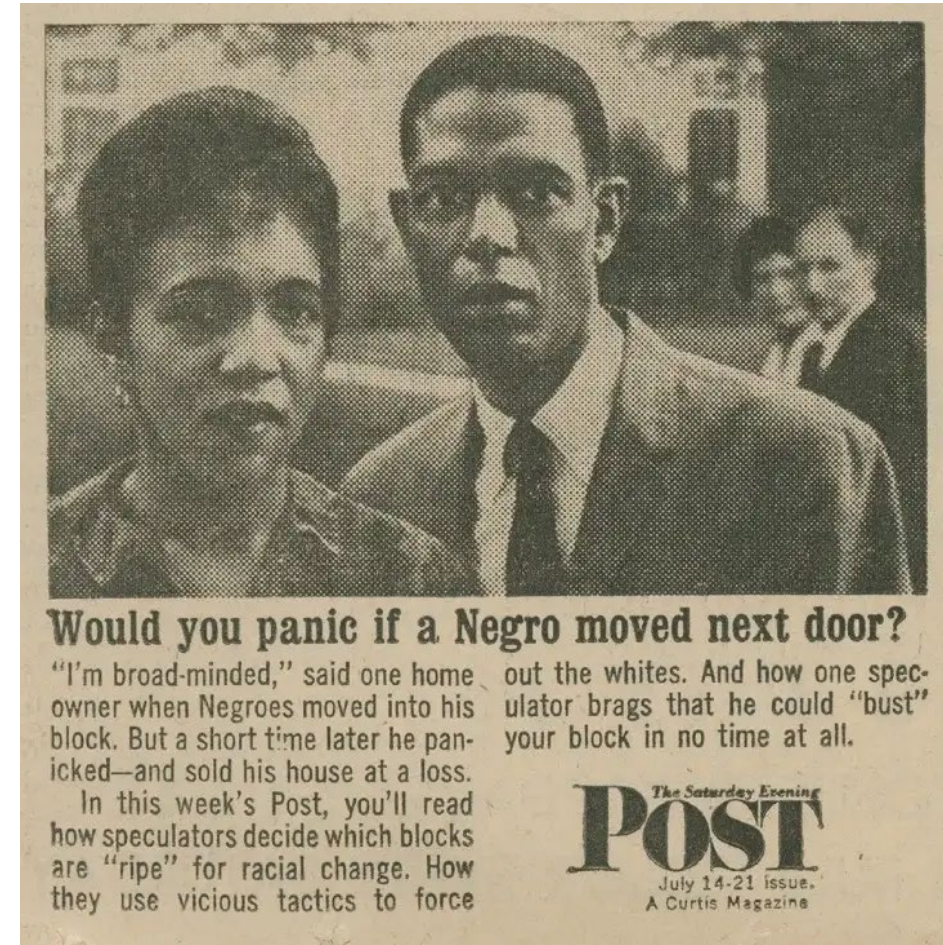 Would you panic if a Negro moved next door?
"I'm broad-minded," said one home
owner when Negroes moved into his
block. But a short time later he pan-
icked—and sold his house at a loss.
In this week's Post, you'll read
how speculators decide which blocks
are "ripe" for racial change. How
they use vicious tactics to force
out the whites. And how one spec-
ulator brags that he could "bust"
your block in no time at all.
The Saturday Evening
POST
July 14-21 issue.
A Curtis Magazine